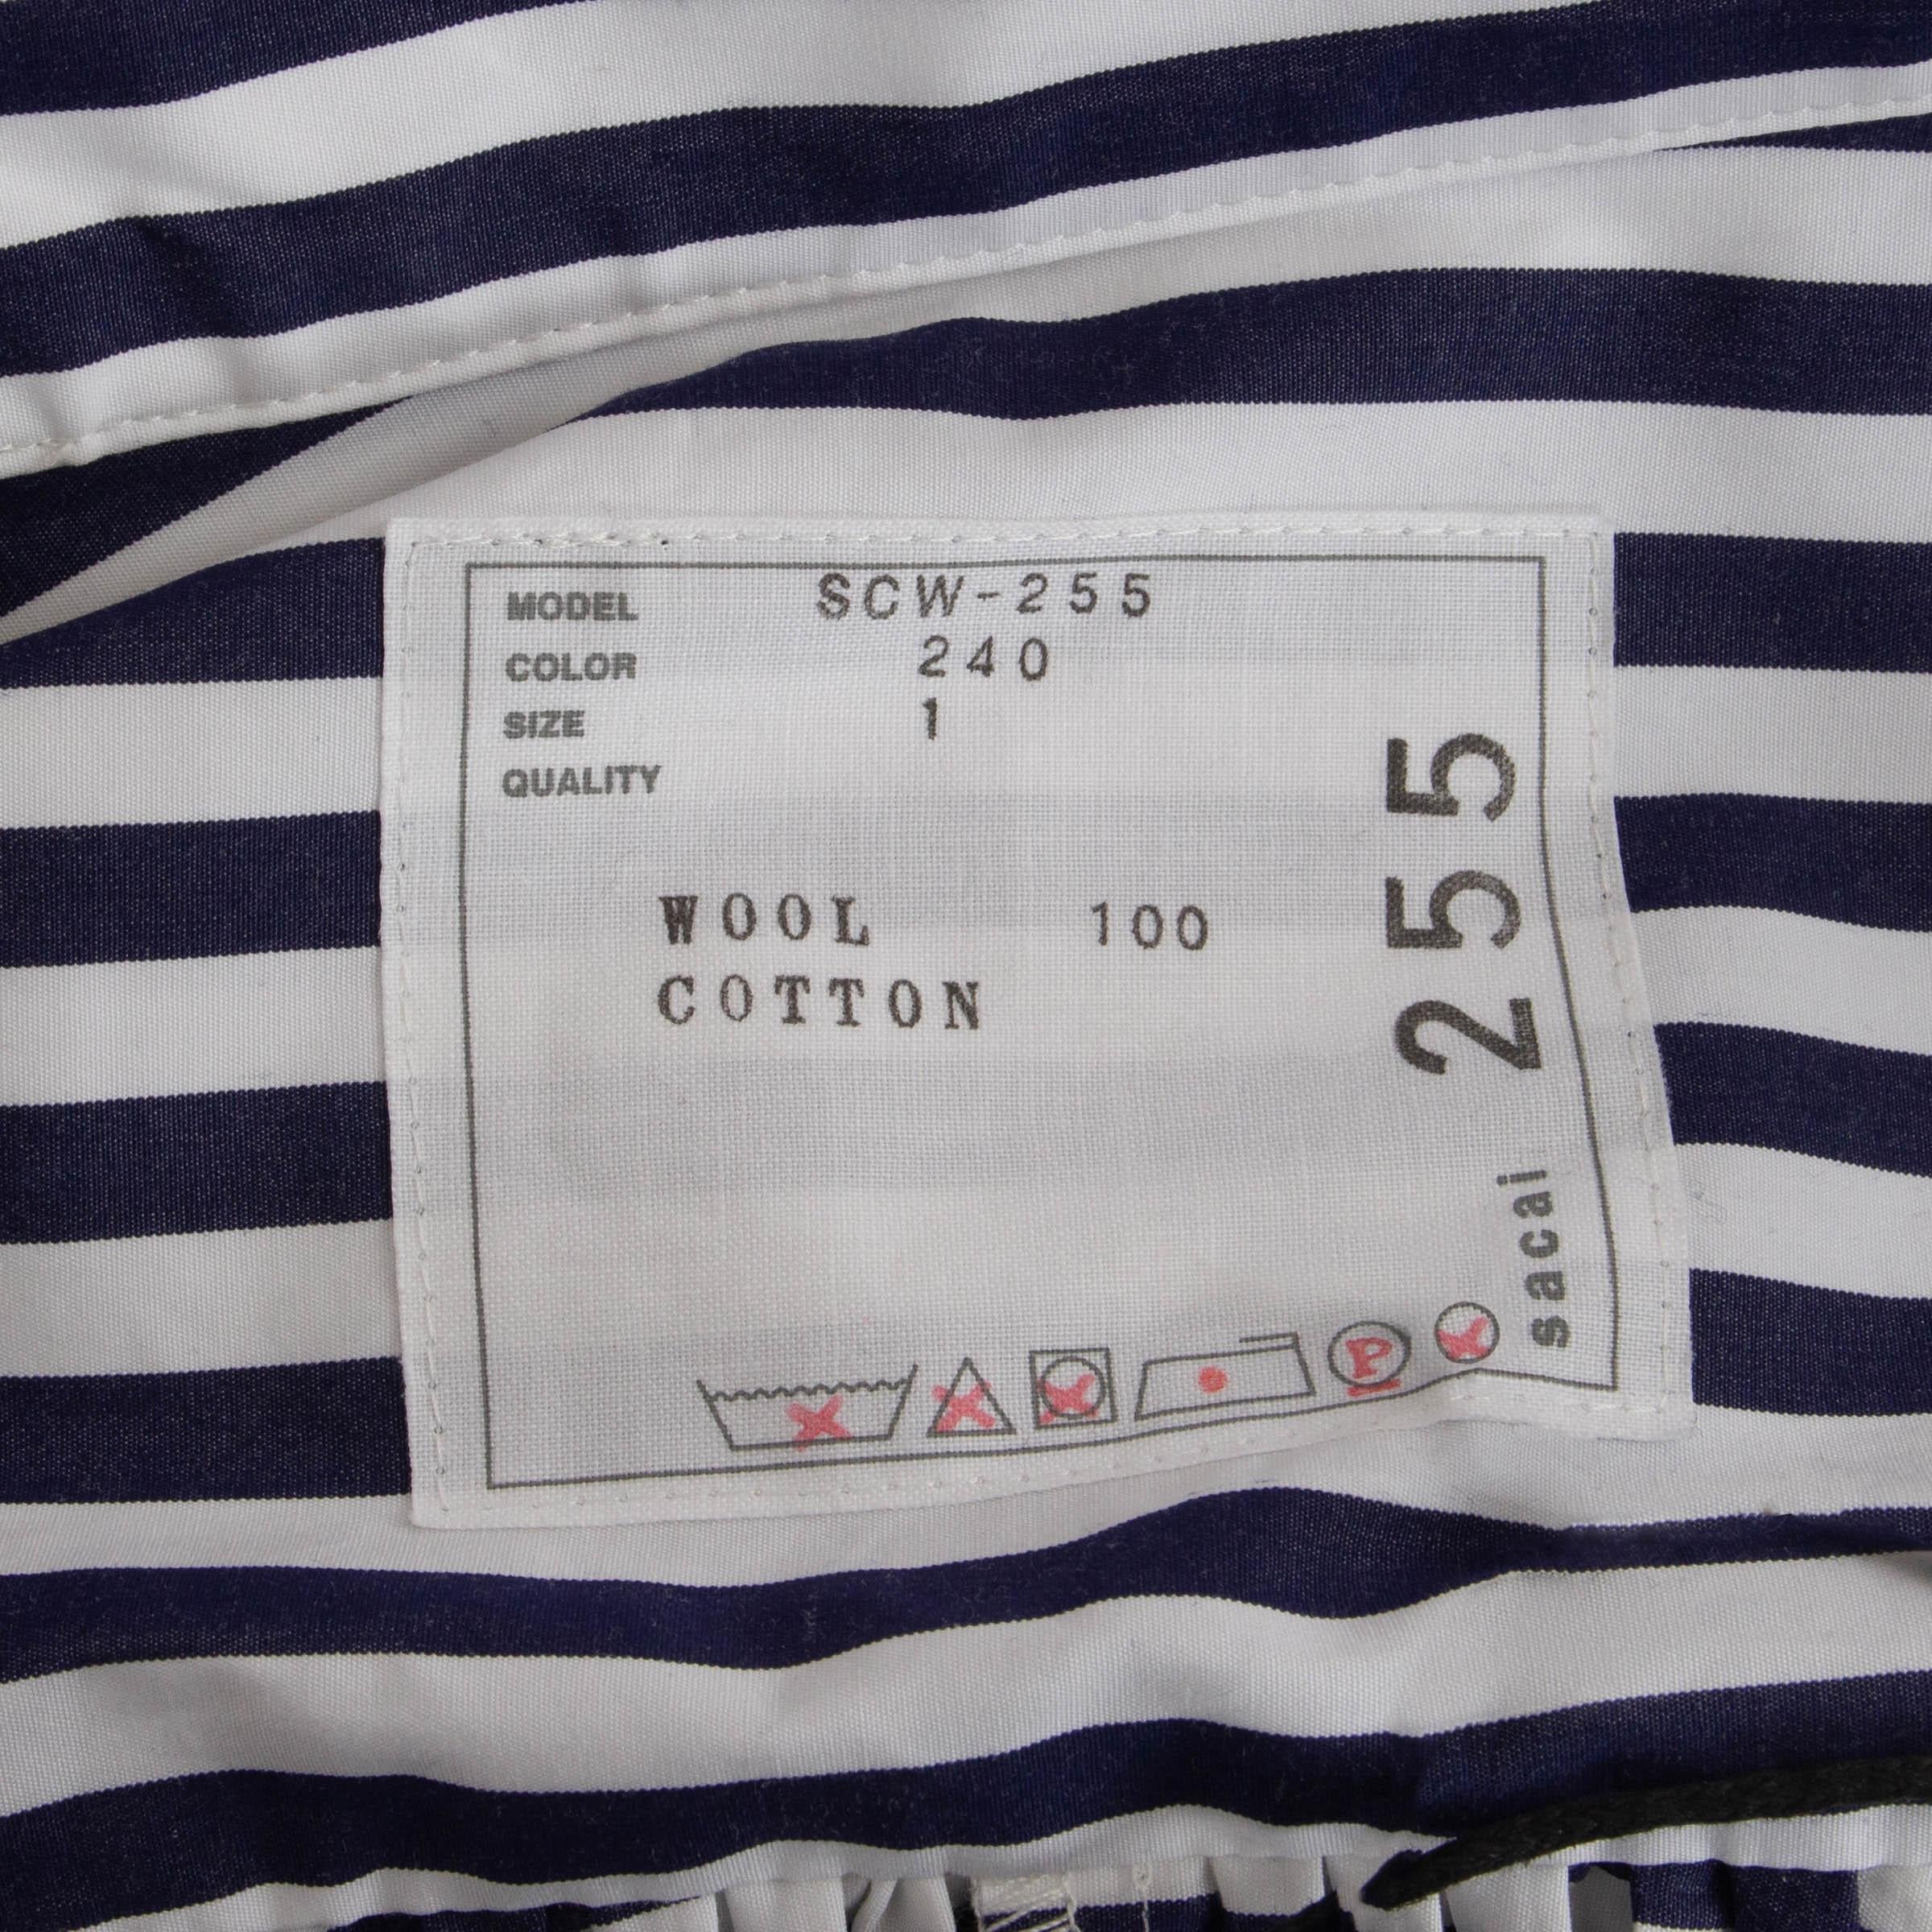 MODEL SCW-255
COLOR 240
SIZE 1
QUALITY
WOOL 100
COTTON
255
sacai
P